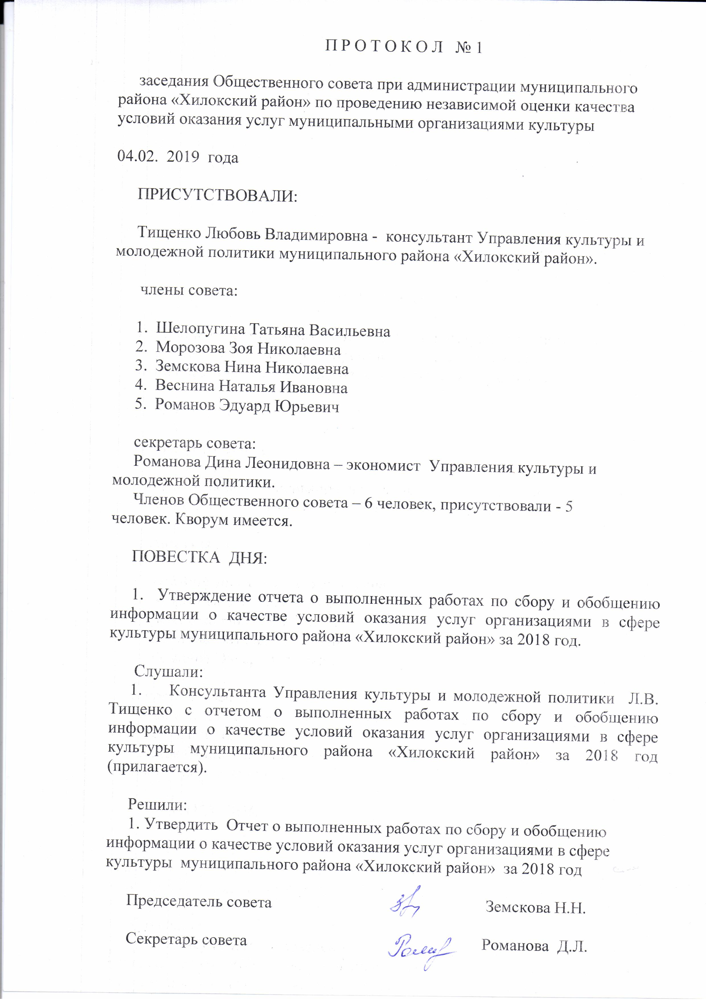 П Р О Т О К О Л № 1
заседания Общественного совета при администрации муниципального
района «Хилокский район» по проведению независимой оценки качества
условий оказания услуг муниципальными организациями культуры
04.02. 2019 года
ПРИСУТСТВОВАЛИ:
Тищенко Любовь Владимировна - консультант Управления культуры и
молодежной политики муниципального района «Хилокский район».
члены совета:
1. Шелопугина Татьяна Васильевна
2. Морозова Зоя Николаевна
3. Земскова Нина Николаевна
4. Веснина Наталья Ивановна
5. Романов Эдуард Юрьевич
секретарь совета:
Романова Дина Леонидовна – экономист Управления культуры и
молодежной политики.
Членов Общественного совета – 6 человек, присутствовали - 5
человек. Кворум имеется.
ПОВЕСТКА ДНЯ:
1. Утверждение отчета о выполненных работах по сбору и обобщению
информации о качестве условий оказания услуг организациями в сфере
культуры муниципального района «Хилокский район» за 2018 год.
Слушали:
1. Консультанта Управления культуры и молодежной политики Л.В.
Тищенко с отчетом о выполненных работах по сбору и обобщению
информации о качестве условий оказания услуг организациями в сфере
культуры муниципального района «Хилокский район» за 2018 год
(прилагается).
Решили:
1. Утвердить Отчет о выполненных работах по сбору и обобщению
информации о качестве условий оказания услуг организациями в сфере
культуры муниципального района «Хилокский район» за 2018 год
Председатель совета Земскова Н.Н.
Секретарь совета Романова Д.Л.